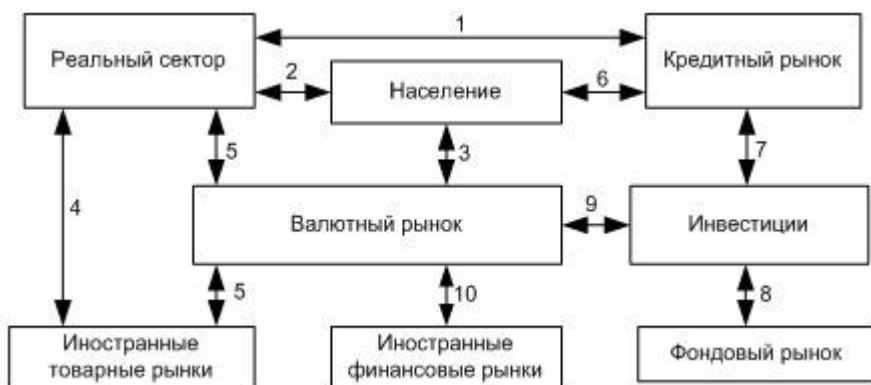 1
Реальный сектор
Кредитный рынок
2
Население
6
5
3
7
4
Валютный рынок
9
Инвестиции
5
10
8
Иностранные
товарные рынки
Иностранные
финансовые рынки
Фондовый рынок